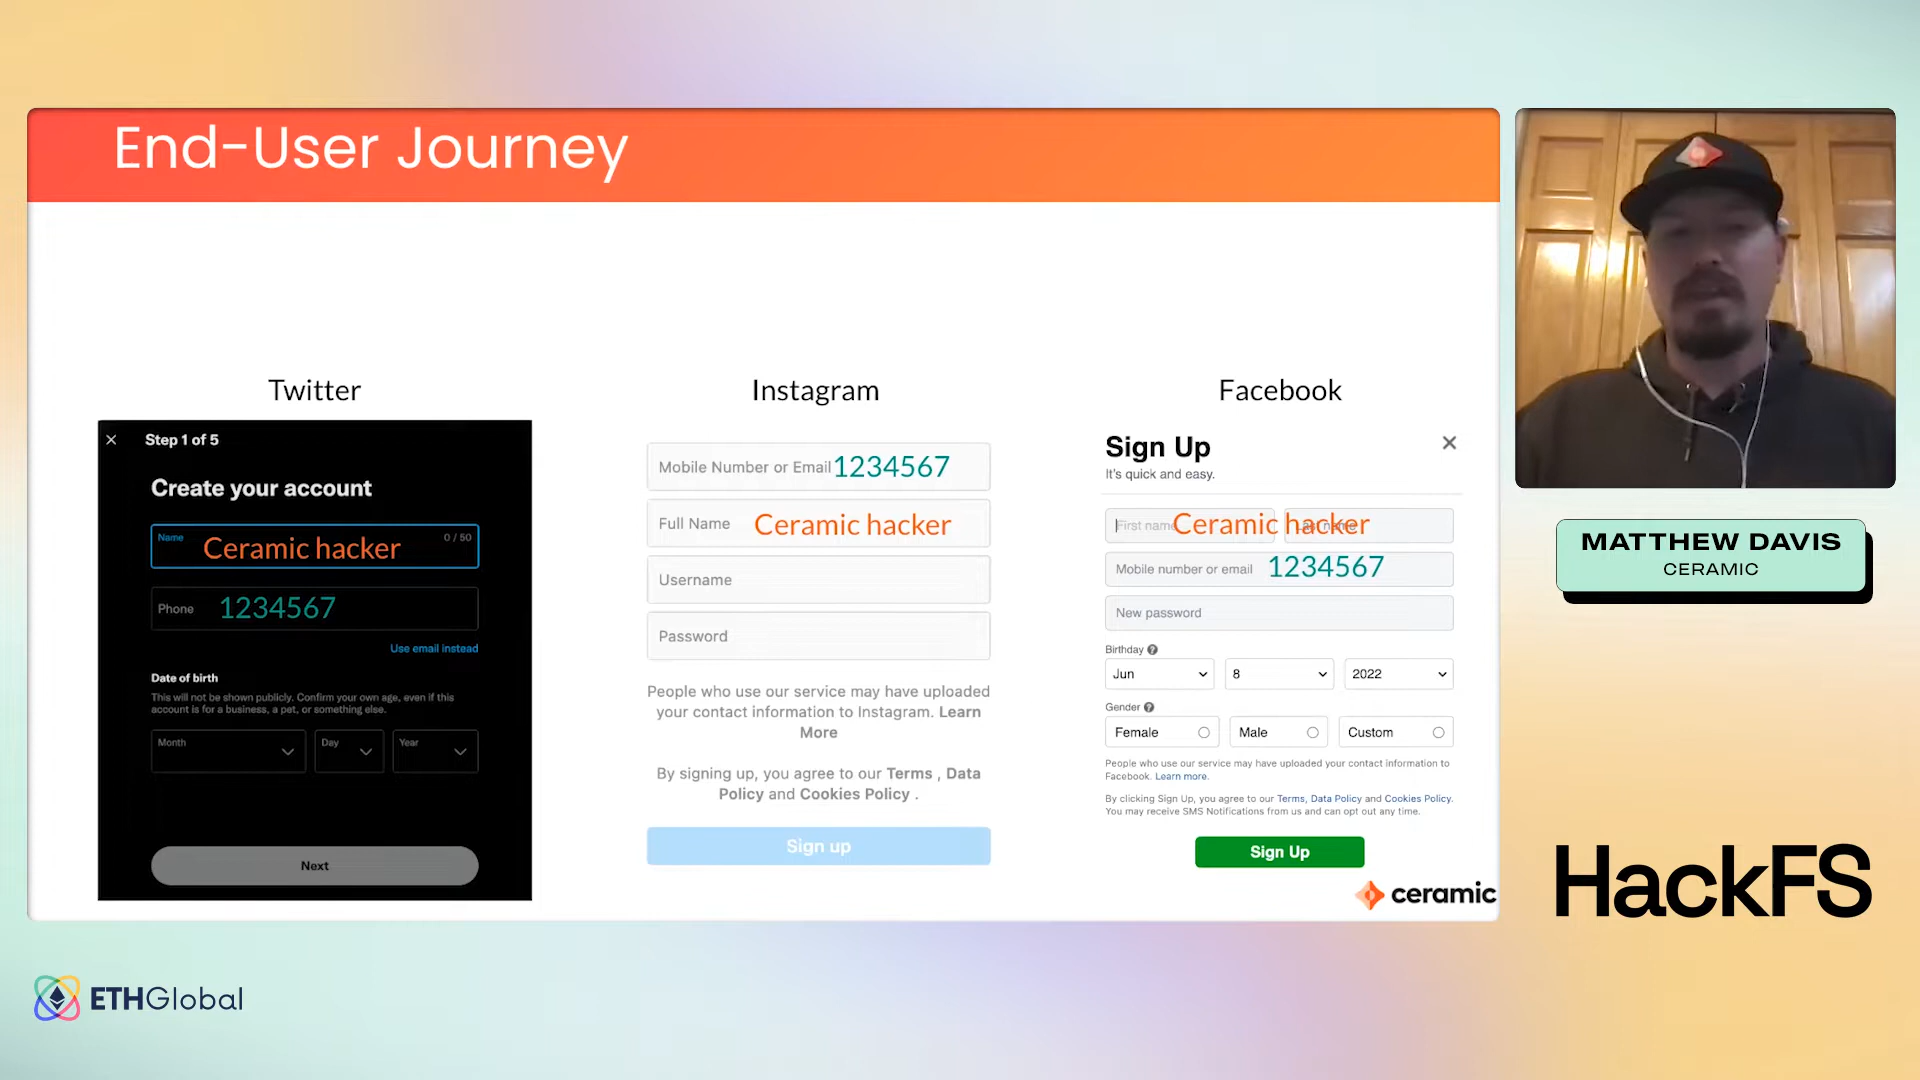 End-User Journey
Twitter
Step 1 of 5
Create your account
Name
0 / 50
Ceramic hacker
Phone
1234567
Use email instead
Date of birth
This will not be shown publicly. Confirm your own age, even if this
account is for a business, a pet, or something else.
Month
Day
Year
Next
Instagram
Mobile Number or Email
1234567
Full Name
Ceramic hacker
Username
Password
People who use our service may have uploaded
your contact information to Instagram. Learn
More
By signing up, you agree to our Terms , Data
Policy and Cookies Policy .
Sign up
Facebook
Sign Up
It's quick and easy.
First name
Last name
Ceramic hacker
Mobile number or email
1234567
New password
Birthday
Jun
8
2022
Gender
Female
Male
Custom
People who use our service may have uploaded your contact information to
Facebook. Learn more.
By clicking Sign Up, you agree to our Terms, Data Policy and Cookies Policy.
You may receive SMS Notifications from us and can opt out any time.
Sign Up
ceramic
MATTHEW DAVIS
CERAMIC
HackFS
ETHGlobal